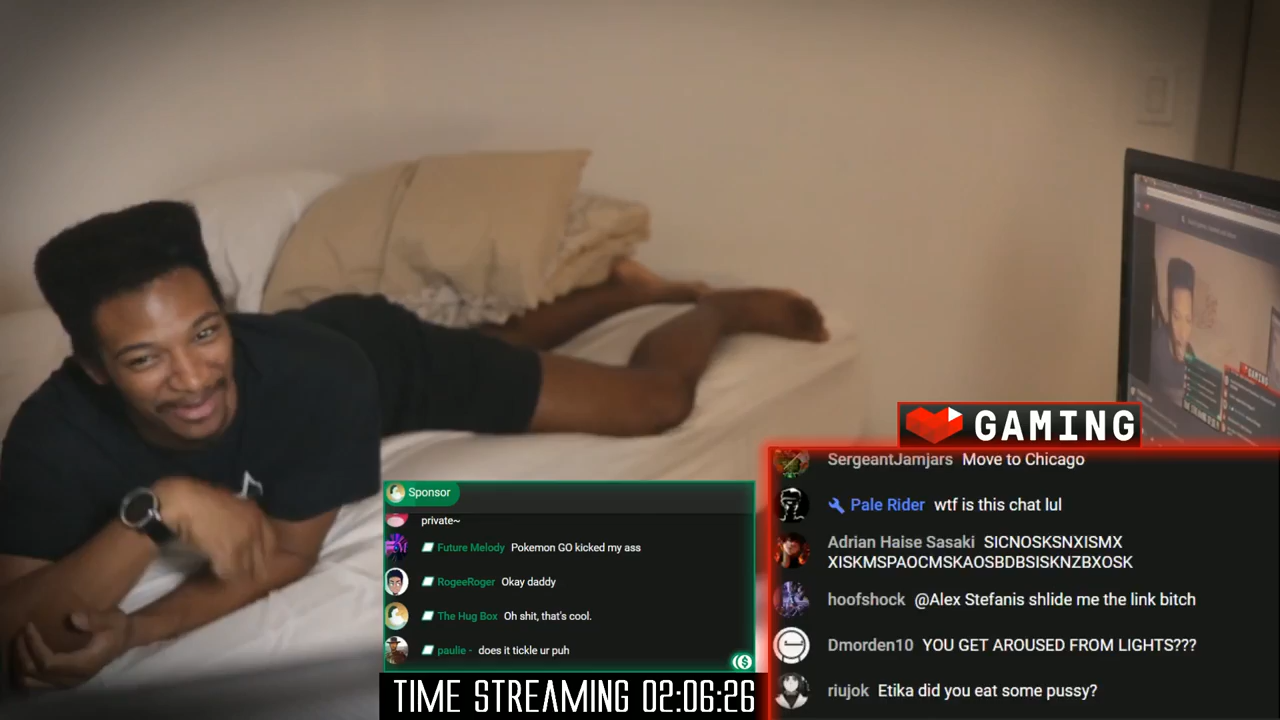 GAMING
SergeantJamjars Move to Chicago
Pale Rider wtf is this chat lul
Adrian Haise Sasaki SICNOSKSNXISMX
XISKMSPAOCMSKAOSBDBSISKNZBXOSK
hoofshock @Alex Stefanis shlide me the link bitch
Dmorden10 YOU GET AROUSED FROM LIGHTS???
riujok Etika did you eat some pussy?
Sponsor
private~
Future Melody Pokemon GO kicked my ass
RogeeRoger Okay daddy
The Hug Box Oh shit, that's cool.
paulie - does it tickle ur puh
TIME STREAMING 02:06:26